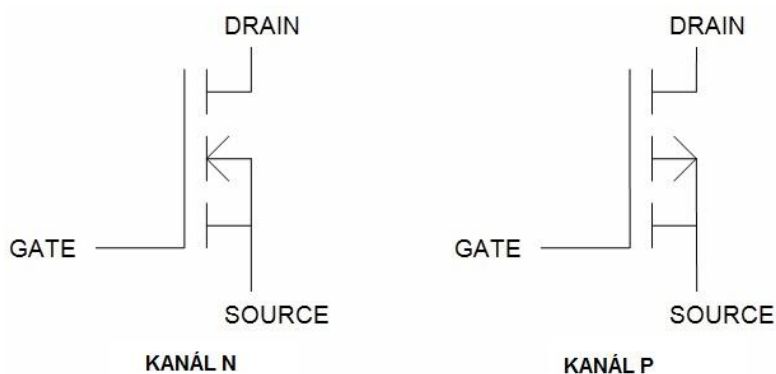 DRAIN
DRAIN
GATE
GATE
SOURCE
SOURCE
KANÁL N
KANÁL P